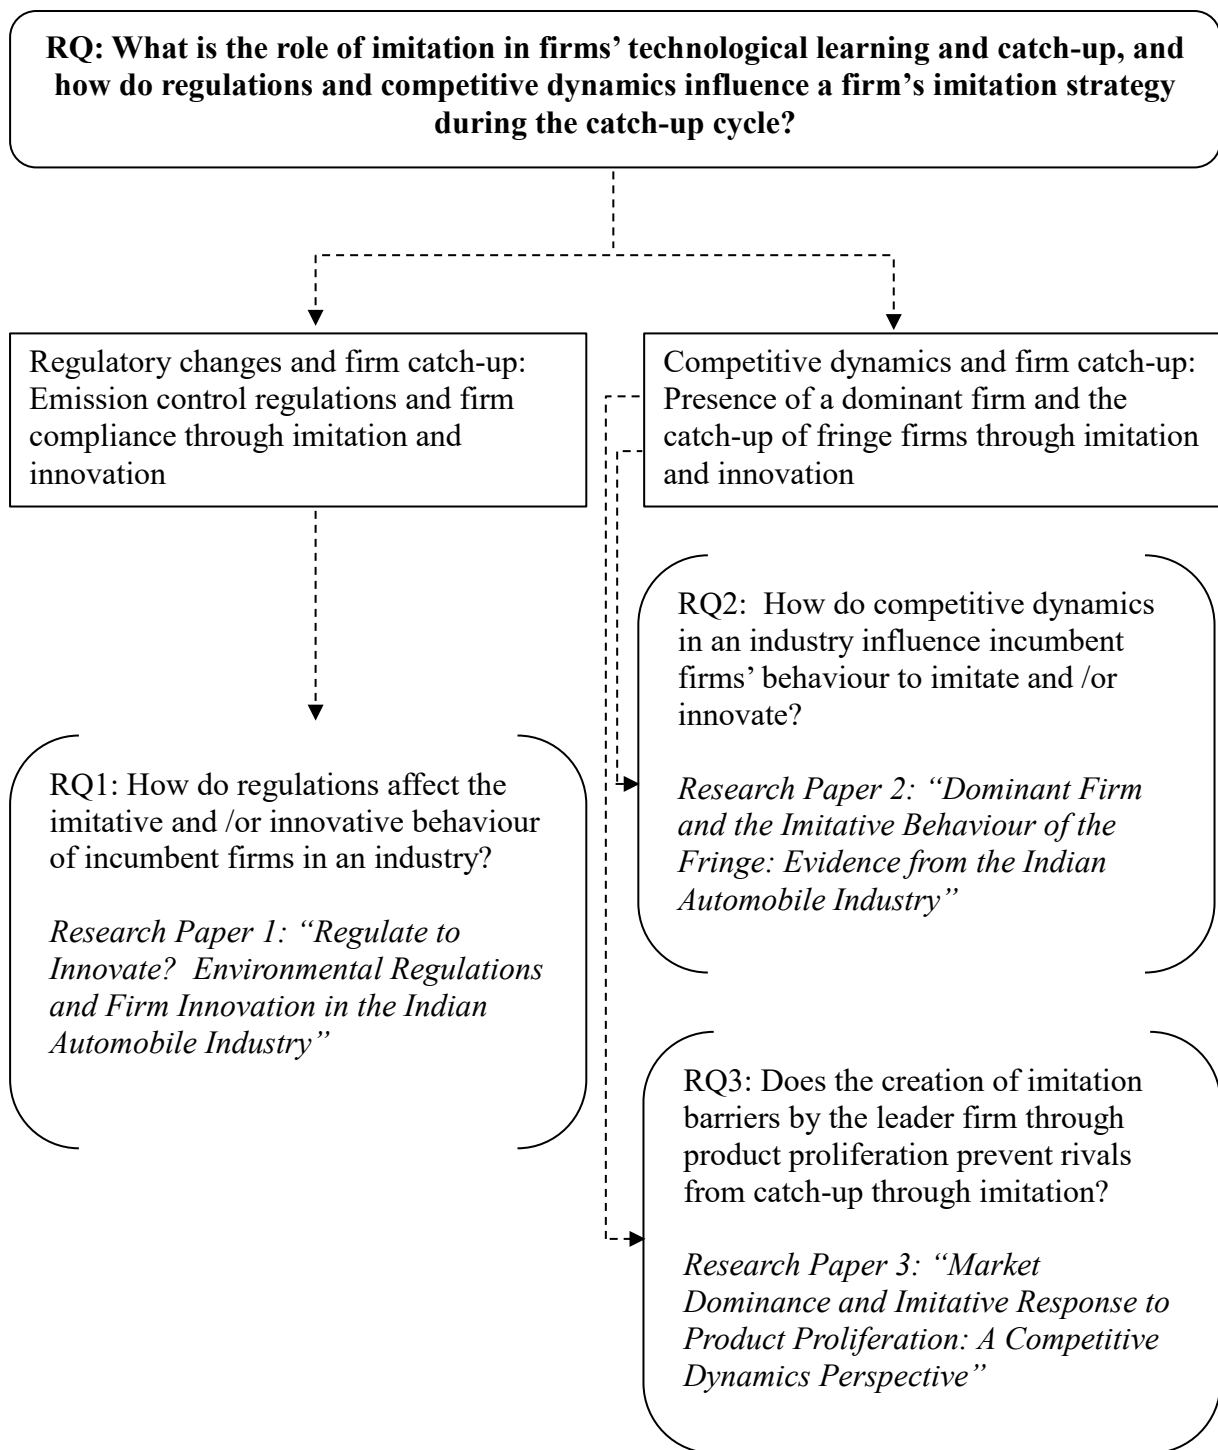 RQ: What is the role of imitation in firms’ technological learning and catch-up, and
how do regulations and competitive dynamics influence a firm’s imitation strategy
during the catch-up cycle?
Regulatory changes and firm catch-up:
Emission control regulations and firm
compliance through imitation and
innovation
Competitive dynamics and firm catch-up:
Presence of a dominant firm and the
catch-up of fringe firms through imitation
and innovation
RQ1: How do regulations affect the
imitative and /or innovative behaviour
of incumbent firms in an industry?
Research Paper 1: “Regulate to
Innovate?  Environmental Regulations
and Firm Innovation in the Indian
Automobile Industry”
RQ2:  How do competitive dynamics
in an industry influence incumbent
firms’ behaviour to imitate and /or
innovate?
Research Paper 2: “Dominant Firm
and the Imitative Behaviour of the
Fringe: Evidence from the Indian
Automobile Industry”
RQ3: Does the creation of imitation
barriers by the leader firm through
product proliferation prevent rivals
from catch-up through imitation?
Research Paper 3: “Market
Dominance and Imitative Response to
Product Proliferation: A Competitive
Dynamics Perspective”